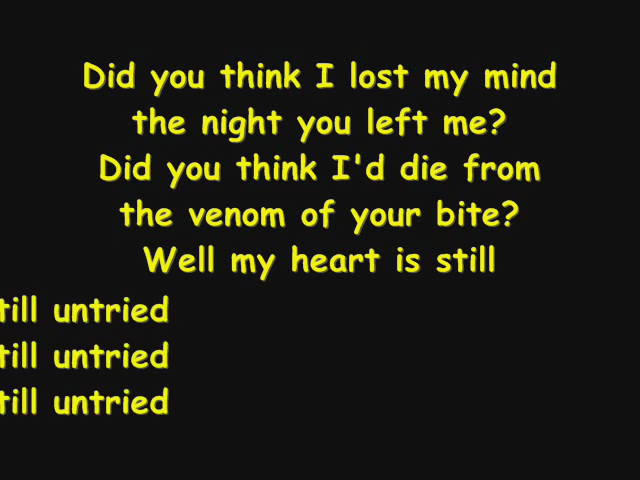 Did you think I lost my mind
the night you left me?
Did you think I'd die from
the venom of your bite?
Well my heart is still
till untried
till untried
till untried